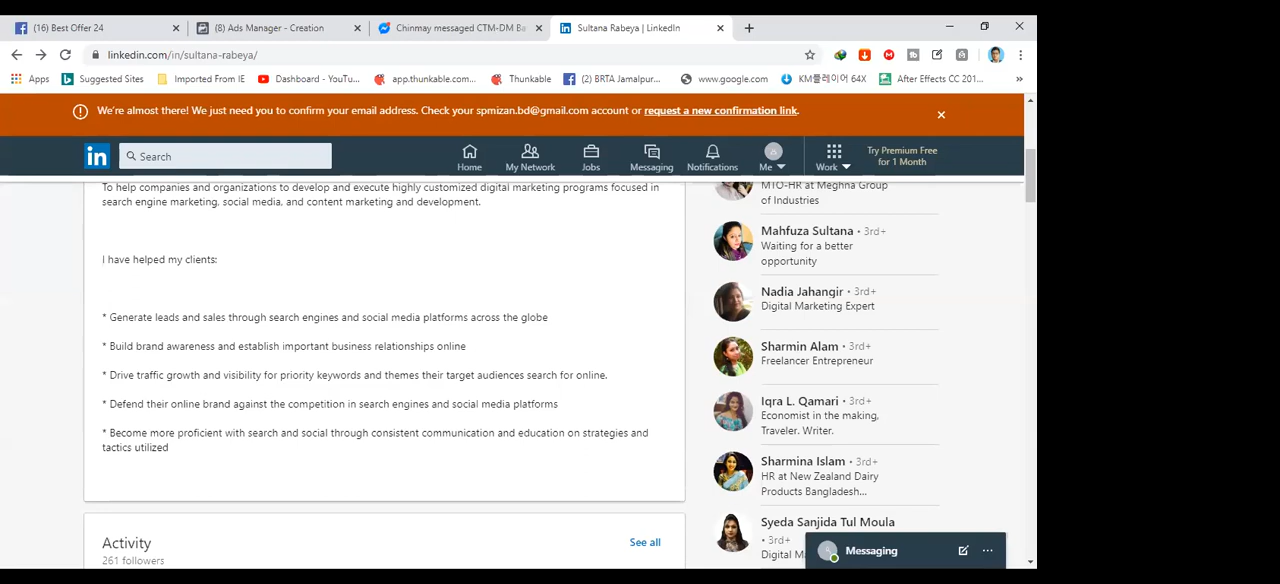 (16) Best Offer 24
(8) Ads Manager - Creation
Chinmay messaged CTM-DM Ba
Sultana Rabeya | LinkedIn
linkedin.com/in/sultana-rabeya/
Apps
Suggested Sites
Imported From IE
Dashboard - YouTu...
app.thunkable.com...
Thunkable
(2) BRTA Jamalpur...
www.google.com
KM플레이어 64X
After Effects CC 201...
»
We're almost there! We just need you to confirm your email address. Check your spmizan.bd@gmail.com account or request a new confirmation link.
in
Search
Home
My Network
Jobs
Messaging
Notifications
Me
Work
Try Premium Free
for 1 Month
To help companies and organizations to develop and execute highly customized digital marketing programs focused in
search engine marketing, social media, and content marketing and development.
I have helped my clients:
* Generate leads and sales through search engines and social media platforms across the globe
* Build brand awareness and establish important business relationships online
* Drive traffic growth and visibility for priority keywords and themes their target audiences search for online.
* Defend their online brand against the competition in search engines and social media platforms
* Become more proficient with search and social through consistent communication and education on strategies and
tactics utilized
Activity
See all
261 followers
MTO-HR at Meghna Group
of Industries
Mahfuza Sultana • 3rd+
Waiting for a better
opportunity
Nadia Jahangir • 3rd+
Digital Marketing Expert
Sharmin Alam • 3rd+
Freelancer Entrepreneur
Iqra L. Qamari • 3rd+
Economist in the making,
Traveler. Writer.
Sharmina Islam • 3rd+
HR at New Zealand Dairy
Products Bangladesh...
Syeda Sanjida Tul Moula
• 3rd+
Digital
Messaging